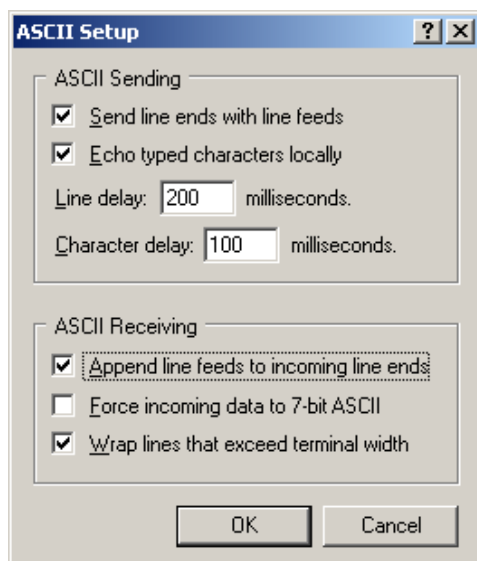 ASCII Setup
ASCII Sending
Send line ends with line feeds
Echo typed characters locally
Line delay: 200 milliseconds.
Character delay: 100 milliseconds.
ASCII Receiving
Append line feeds to incoming line ends
Force incoming data to 7-bit ASCII
Wrap lines that exceed terminal width
OK Cancel